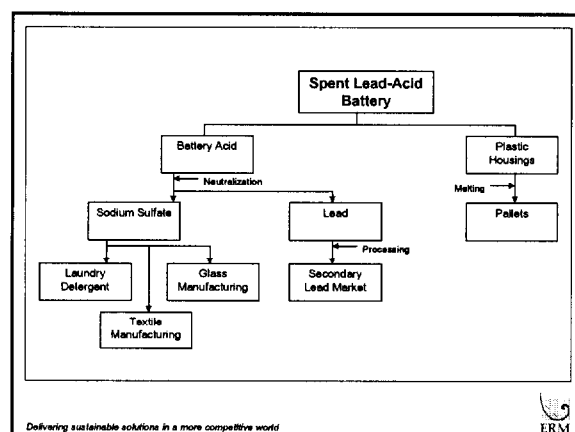 Spent Lead-Acid
Battery
Battery Acid
Plastic
Housings
Neutralization
Melting
Sodium Sulfate
Lead
Pallets
Processing
Laundry
Detergent
Glass
Manufacturing
Secondary
Lead Market
Textile
Manufacturing
Delivering sustainable solutions in a more competitive world
ERM